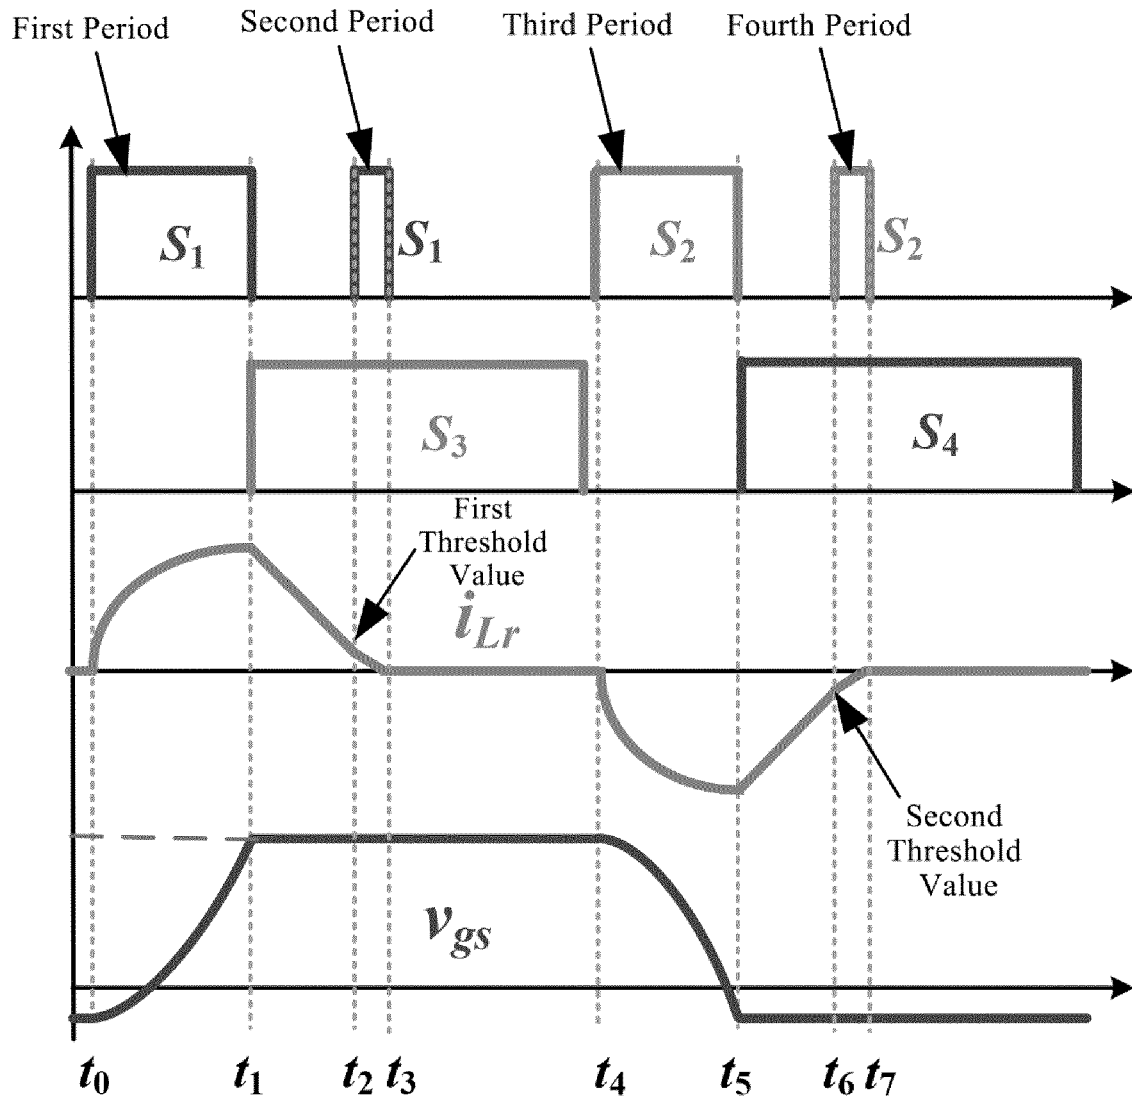 First Period
Second Period
Third Period
Fourth Period
S1
S1
S2
S2
S3
S4
First
Threshold
Value
iLr
Second
Threshold
Value
vgs
t0 t1 t2 t3 t4 t5 t6 t7